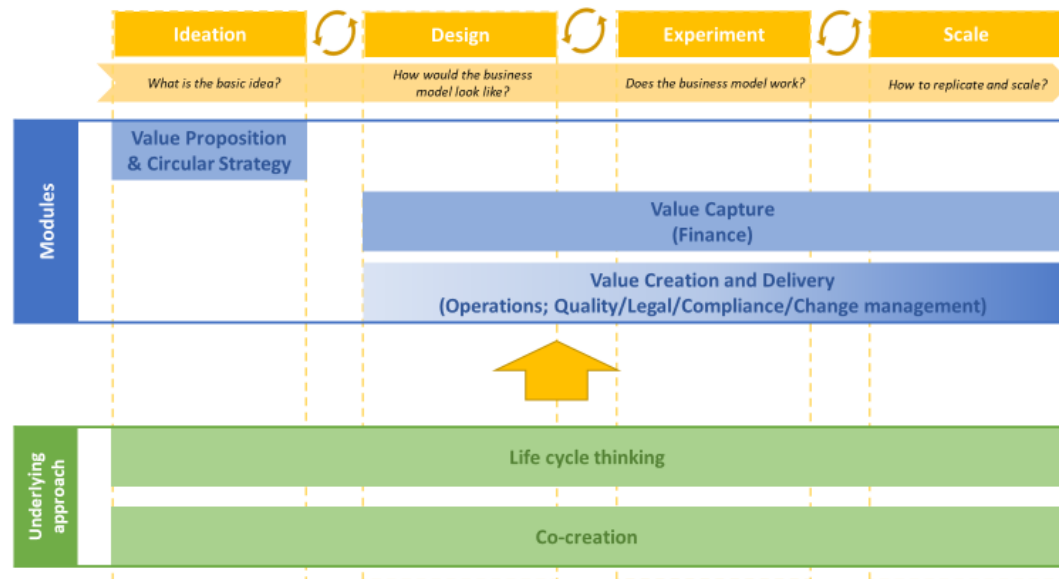 Ideation
Design
Experiment
Scale
What is the basic idea?
How would the business
model look like?
Does the business model work?
How to replicate and scale?
Modules
Value Proposition
& Circular Strategy
Value Capture
(Finance)
Value Creation and Delivery
(Operations; Quality/Legal/Compliance/Change management)
Underlying
approach
Life cycle thinking
Co-creation